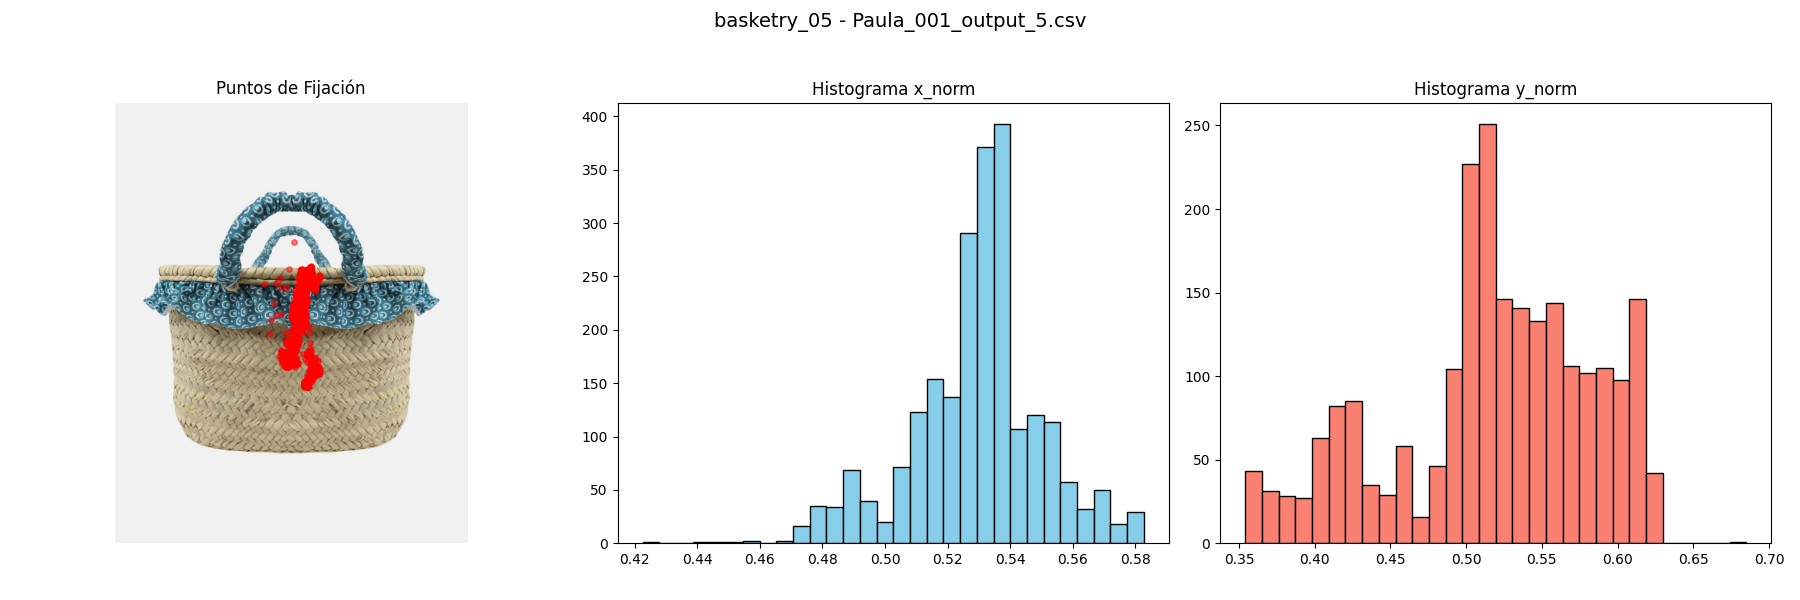 basketry_05 - Paula_001_output_5.csv
Puntos de Fijación
Histograma x_norm
400
350
300
250
200
150
100
50
0
0.42 0.44 0.46 0.48 0.50 0.52 0.54 0.56 0.58
Histograma y_norm
250
200
150
100
50
0
0.35 0.40 0.45 0.50 0.55 0.60 0.65 0.70